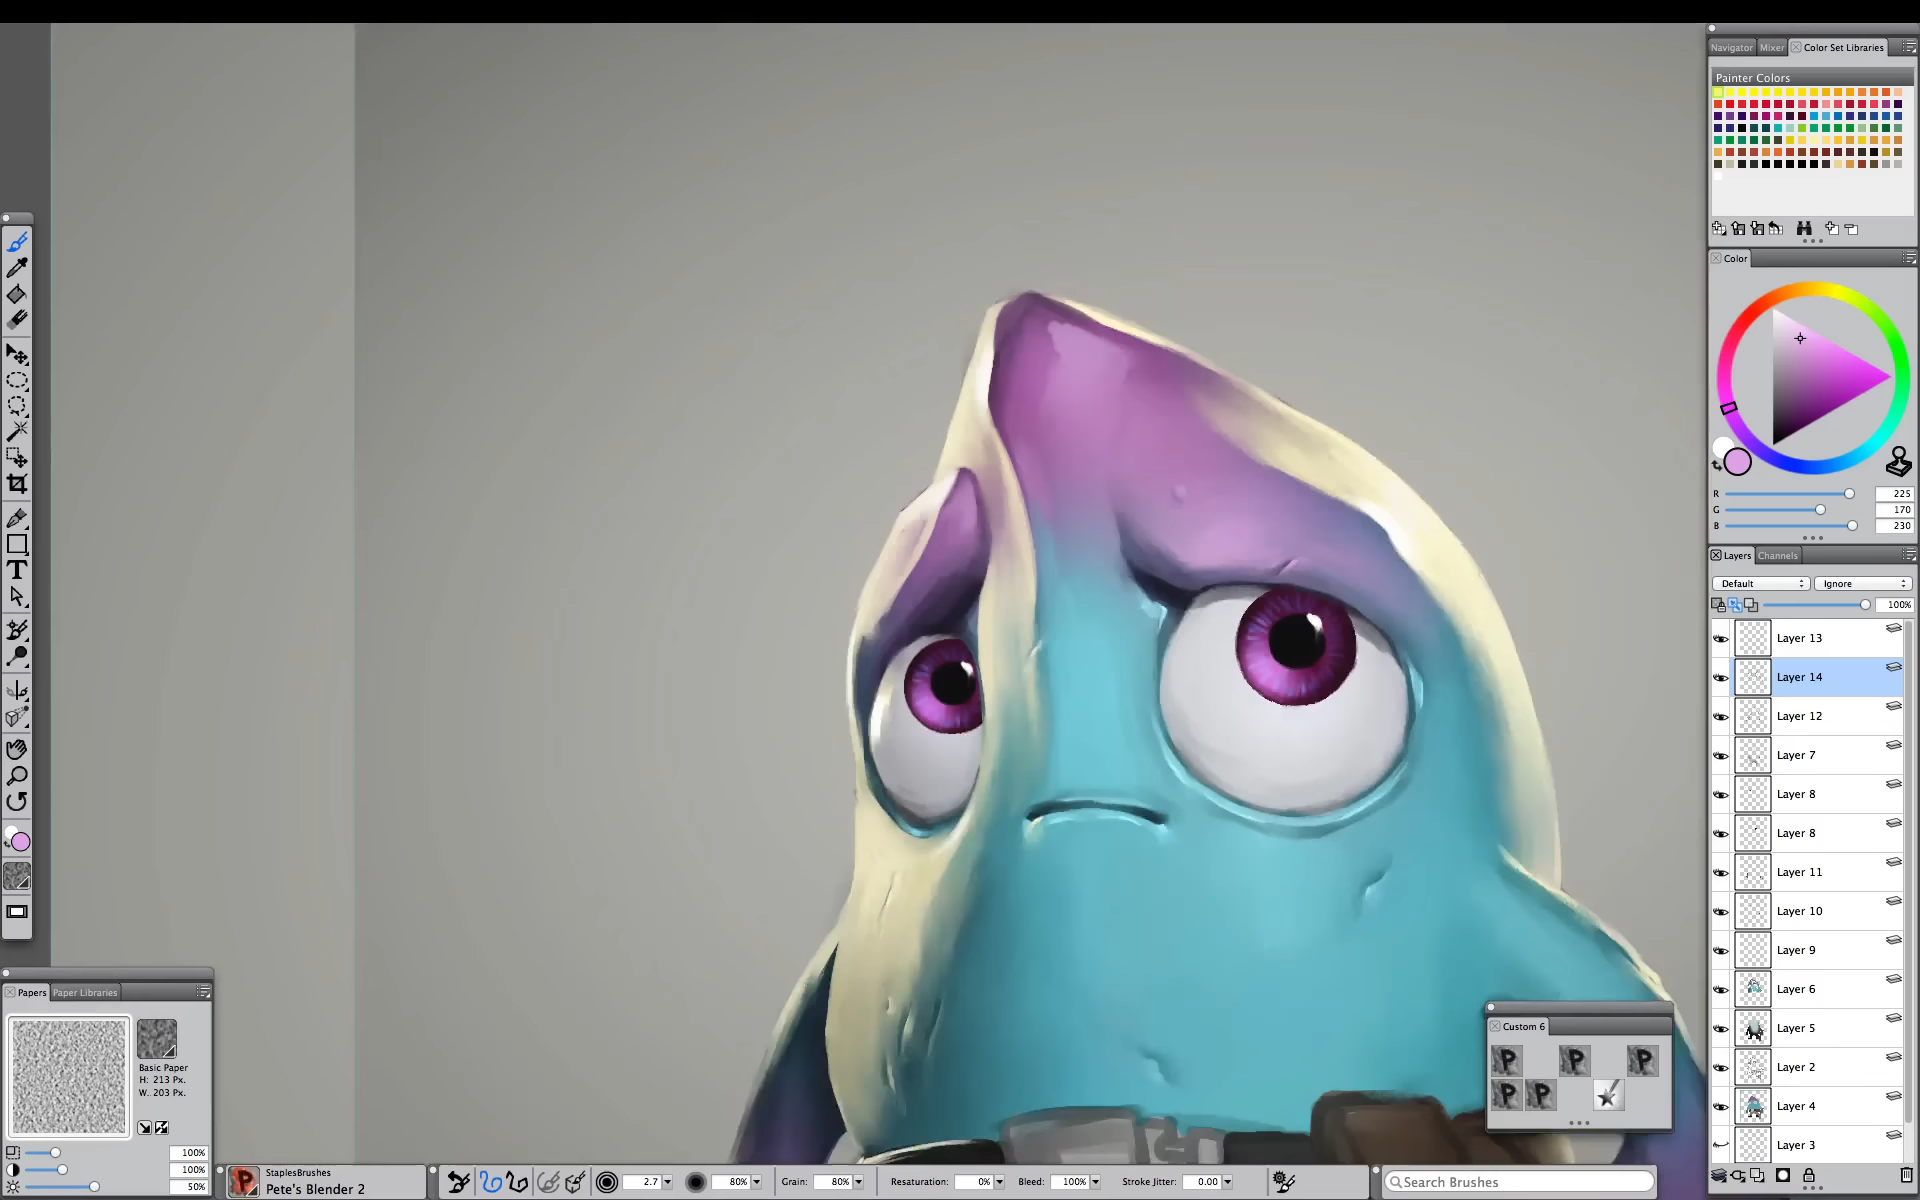 Navigator Mixer Color Set Libraries
Painter Colors
Color
R 225
G 170
B 230
Layers Channels
Default Ignore
100%
Layer 13
Layer 14
Layer 12
Layer 7
Layer 8
Layer 8
Layer 11
Layer 10
Layer 9
Layer 6
Layer 5
Layer 2
Layer 4
Layer 3
T
Papers Paper Libraries
Basic Paper
H: 213 Px.
W.. 203 Px.
100%
100%
50%
Custom 6
P P P
P P
P
StaplesBrushes
Pete's Blender 2
2.7 80% Grain: 80% Resaturation: 0% Bleed: 100% Stroke Jitter: 0.00
Search Brushes